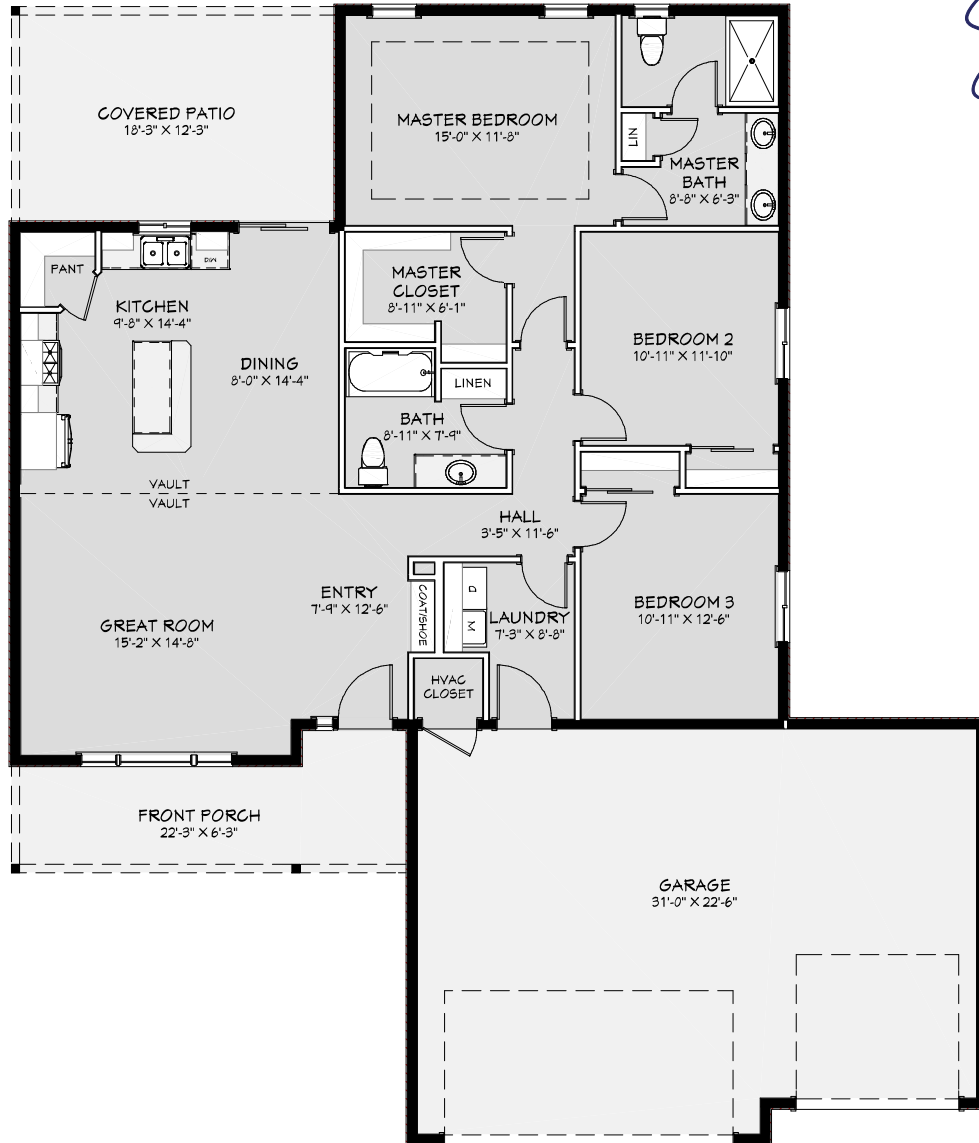 COVERED PATIO
18'-3" X 12'-3"
MASTER BEDROOM
15'-0" X 11'-8"
LIN
MASTER
BATH
8'-8" X 6'-3"
PANT
DW
KITCHEN
9'-8" X 14'-4"
MASTER
CLOSET
8'-11" X 6'-1"
BEDROOM 2
10'-11" X 11'-10"
DINING
8'-0" X 14'-4"
LINEN
BATH
8'-11" X 7'-9"
VAULT
VAULT
HALL
3'-5" X 11'-6"
ENTRY
7'-9" X 12'-6"
COAT/SHOE
D
W
LAUNDRY
7'-3" X 8'-8"
BEDROOM 3
10'-11" X 12'-6"
GREAT ROOM
15'-2" X 14'-8"
HVAC
CLOSET
FRONT PORCH
22'-3" X 6'-3"
GARAGE
31'-0" X 22'-6"